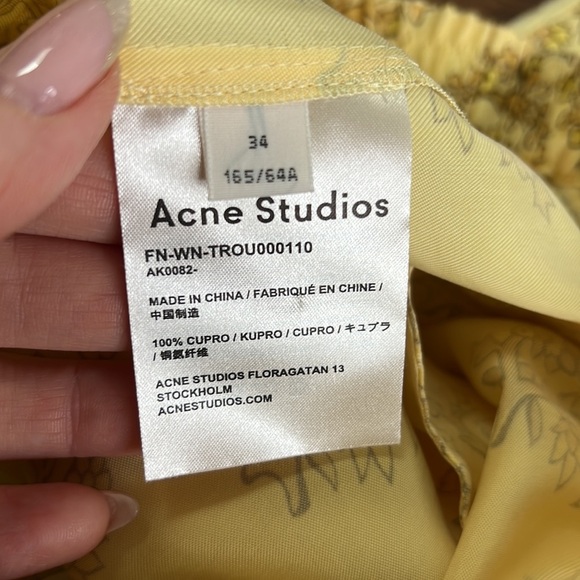 34
165/64A
Acne Studios
FN-WN-TROU000110
AK0082-
MADE IN CHINA / FABRIQUÉ EN CHINE /
中国制造
100% CUPRO / KUPRO / CUPRO / キュプラ
/ 铜氨纤维
ACNE STUDIOS FLORAGATAN 13
STOCKHOLM
ACNESTUDIOS.COM